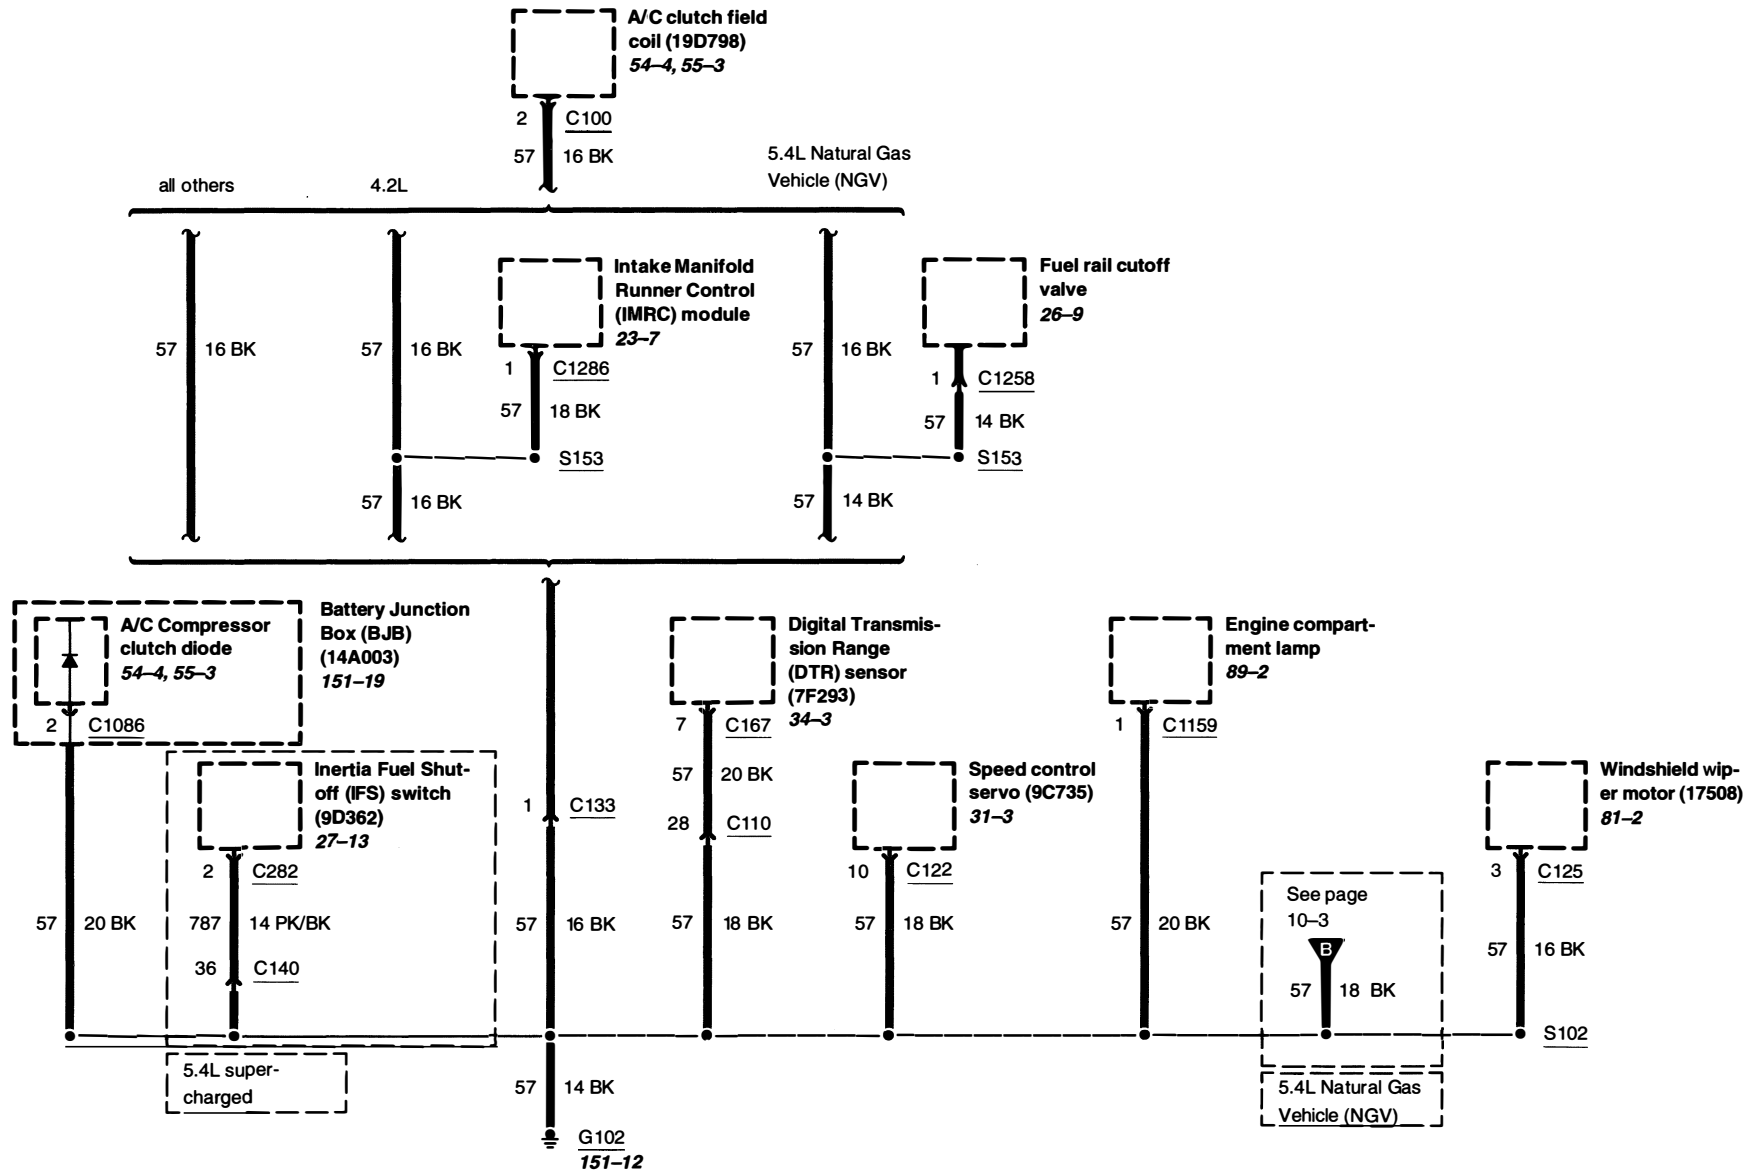 A/C clutch field
coil (19D798)
54–4, 55–3
2 C100
57 16 BK
all others
4.2L
5.4L Natural Gas
Vehicle (NGV)
57 16 BK
57 16 BK
Intake Manifold
Runner Control
(IMRC) module
23–7
1 C1286
57 18 BK
S153
57 16 BK
57 16 BK
Fuel rail cutoff
valve
26–9
1 C1258
57 14 BK
S153
57 14 BK
A/C Compressor
clutch diode
54–4, 55–3
2 C1086
Battery Junction
Box (BJB)
(14A003)
151–19
57 20 BK
Inertia Fuel Shut-
off (IFS) switch
(9D362)
27–13
2 C282
787 14 PK/BK
36 C140
5.4L super-
charged
1 C133
57 16 BK
57 14 BK
G102
151–12
Digital Transmis-
sion Range
(DTR) sensor
(7F293)
34–3
7 C167
57 20 BK
28 C110
57 18 BK
Speed control
servo (9C735)
31–3
10 C122
57 18 BK
Engine compart-
ment lamp
89–2
1 C1159
57 20 BK
See page
10–3
B
57 18 BK
5.4L Natural Gas
Vehicle (NGV)
Windshield wip-
er motor (17508)
81–2
3 C125
57 16 BK
S102